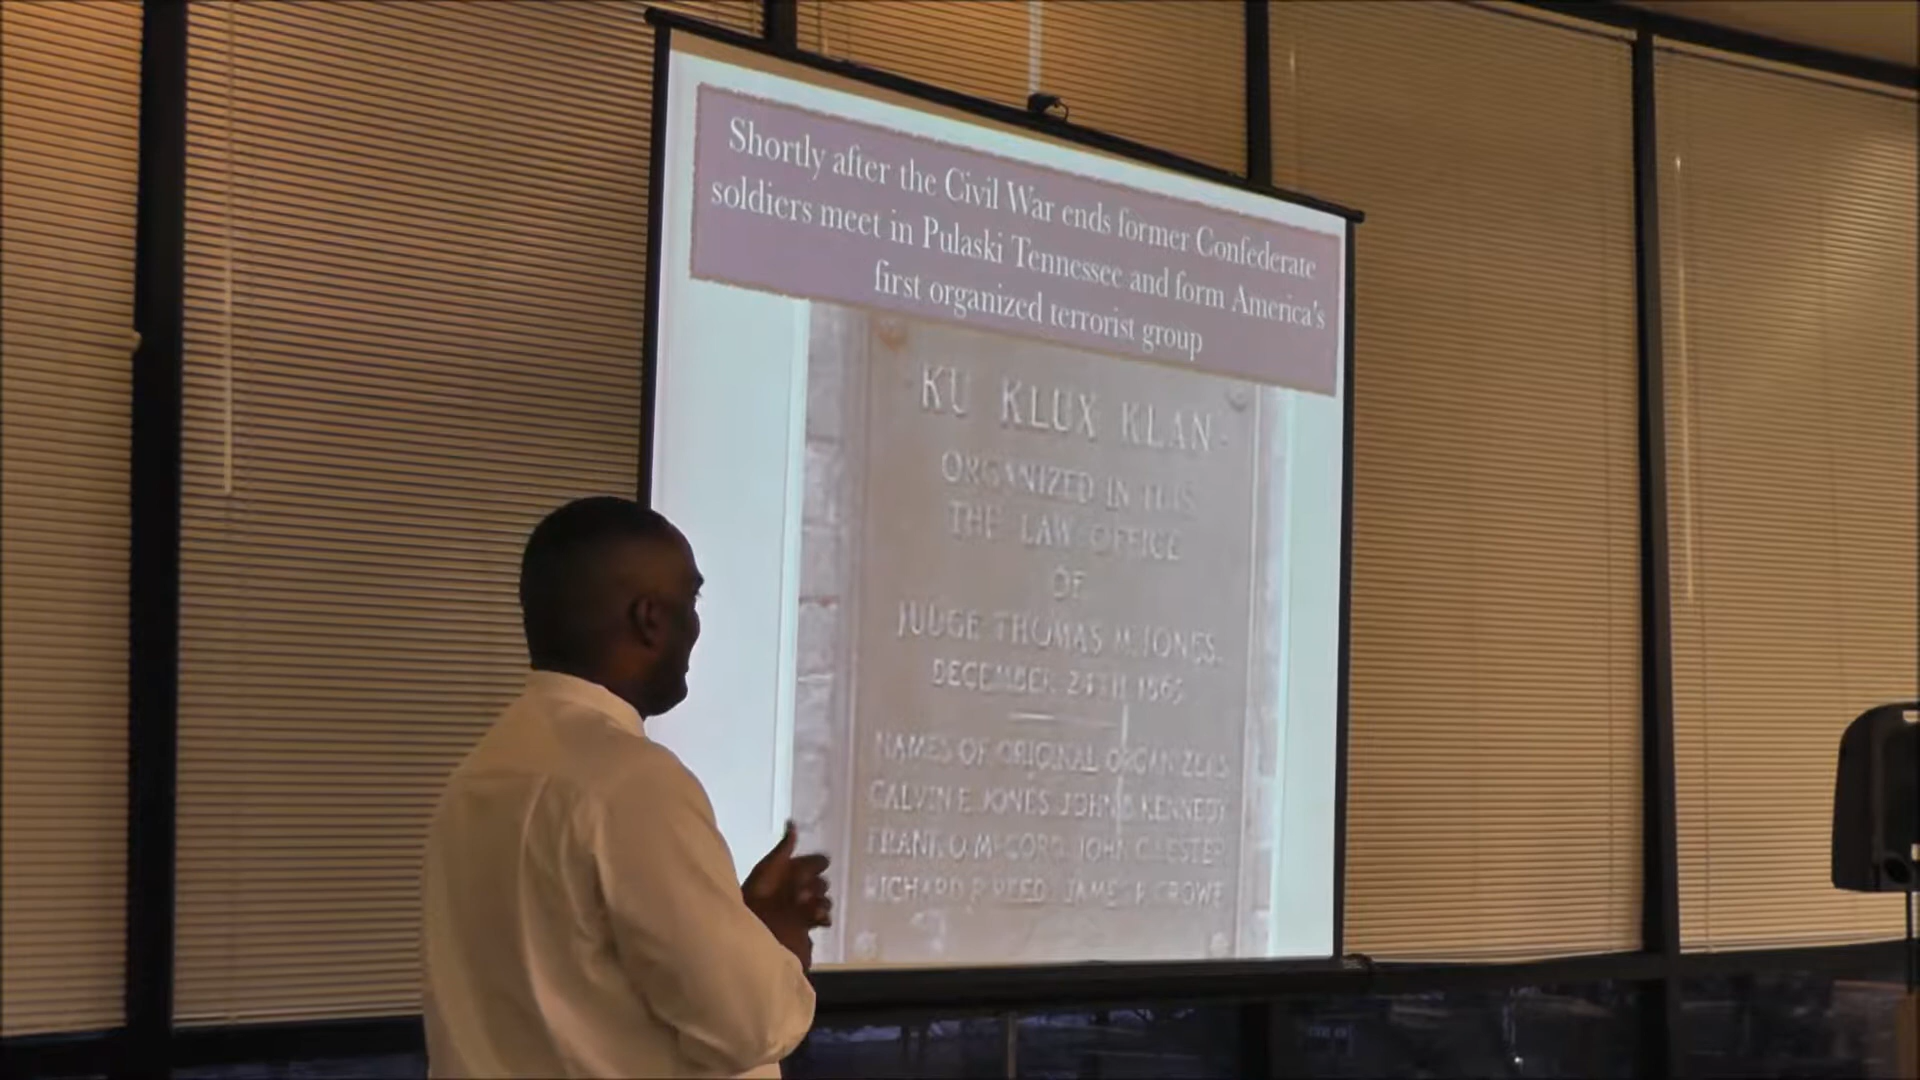 Shortly after the Civil War ends former Confederate
soldiers meet in Pulaski Tennessee and form America's
first organized terrorist group
KU KLUX KLAN
ORGANIZED IN THIS
THE LAW OFFICE
OF
JUDGE THOMAS M. JONES.
DECEMBER 24TH 1865
NAMES OF ORIGINAL ORGANIZERS
CALVIN E. JONES JOHN B KENNEDY
FRANK O. McCORD. JOHN C. LESTER
RICHARD R. REED. JAMES R. CROWE